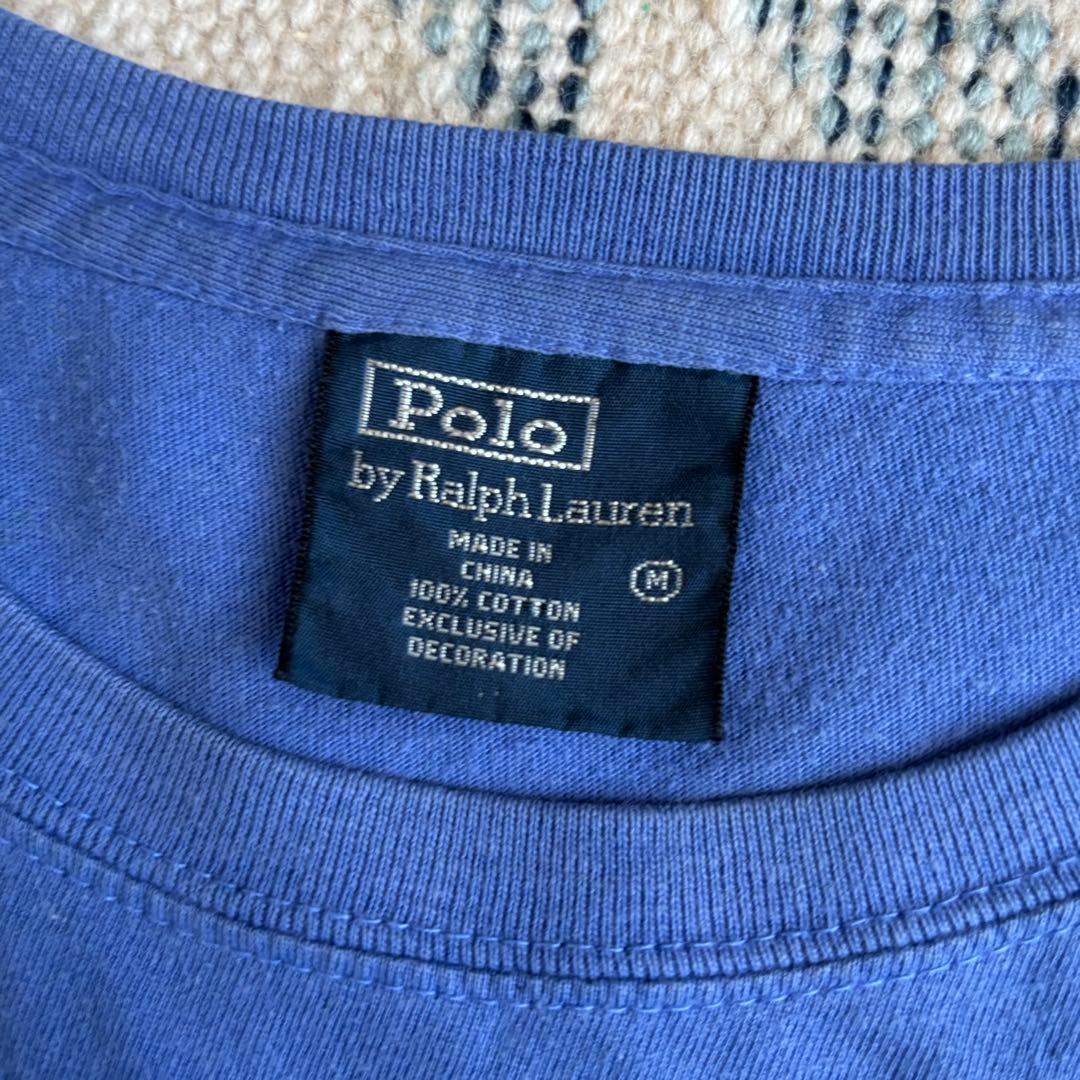 Polo
by Ralph Lauren
MADE IN
CHINA
M
100% COTTON
EXCLUSIVE OF
DECORATION